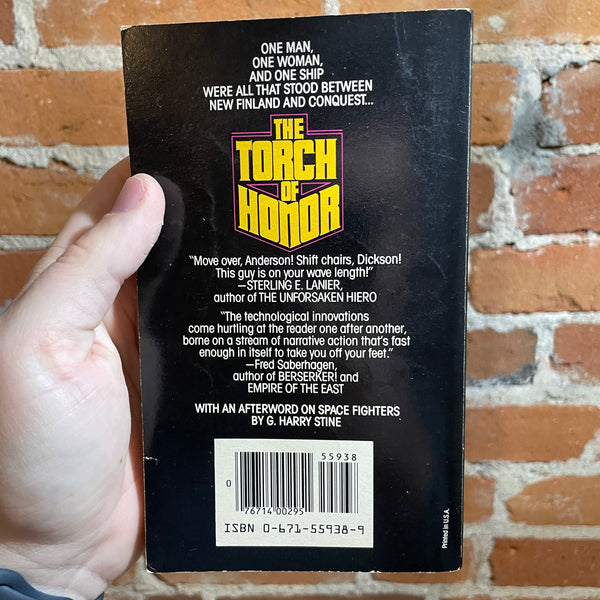 ONE MAN,
ONE WOMAN,
AND ONE SHIP
WERE ALL THAT STOOD BETWEEN
NEW FINLAND AND CONQUEST...
THE
TORCH
OF
HONOR
"Move over, Anderson! Shift chairs, Dickson!
This guy is on your wave length!"
—STERLING E. LANIER,
author of THE UNFORSAKEN HIERO
"The technological innovations
come hurtling at the reader one after another,
borne on a stream of narrative action that's fast
enough in itself to take you off your feet."
—Fred Saberhagen,
author of BERSERKER! and
EMPIRE OF THE EAST
WITH AN AFTERWORD ON SPACE FIGHTERS
BY G. HARRY STINE
55938
0
76714 00295
ISBN 0-671-55938-9
Printed in U.S.A.